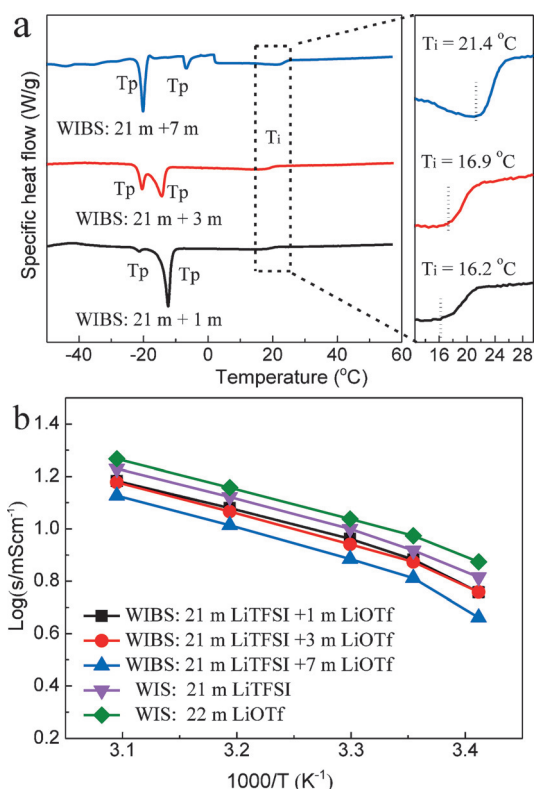 a
Specific heat flow (W/g)
Tp
Tp
WIBS: 21 m +7 m
Ti
Tp
Tp
WIBS: 21 m + 3 m
Tp
Tp
WIBS: 21 m + 1 m
-40 -20 0 20 40 60
Temperature (°C)
Ti = 21.4 °C
Ti = 16.9 °C
Ti = 16.2 °C
12 16 20 24 28
b
Log(s/mScm⁻¹)
1.4
1.2
1.0
0.8
0.6
0.4
0.2
WIBS: 21 m LiTFSI +1 m LiOTf
WIBS: 21 m LiTFSI +3 m LiOTf
WIBS: 21 m LiTFSI +7 m LiOTf
WIS: 21 m LiTFSI
WIS: 22 m LiOTf
3.1 3.2 3.3 3.4
1000/T (K⁻¹)